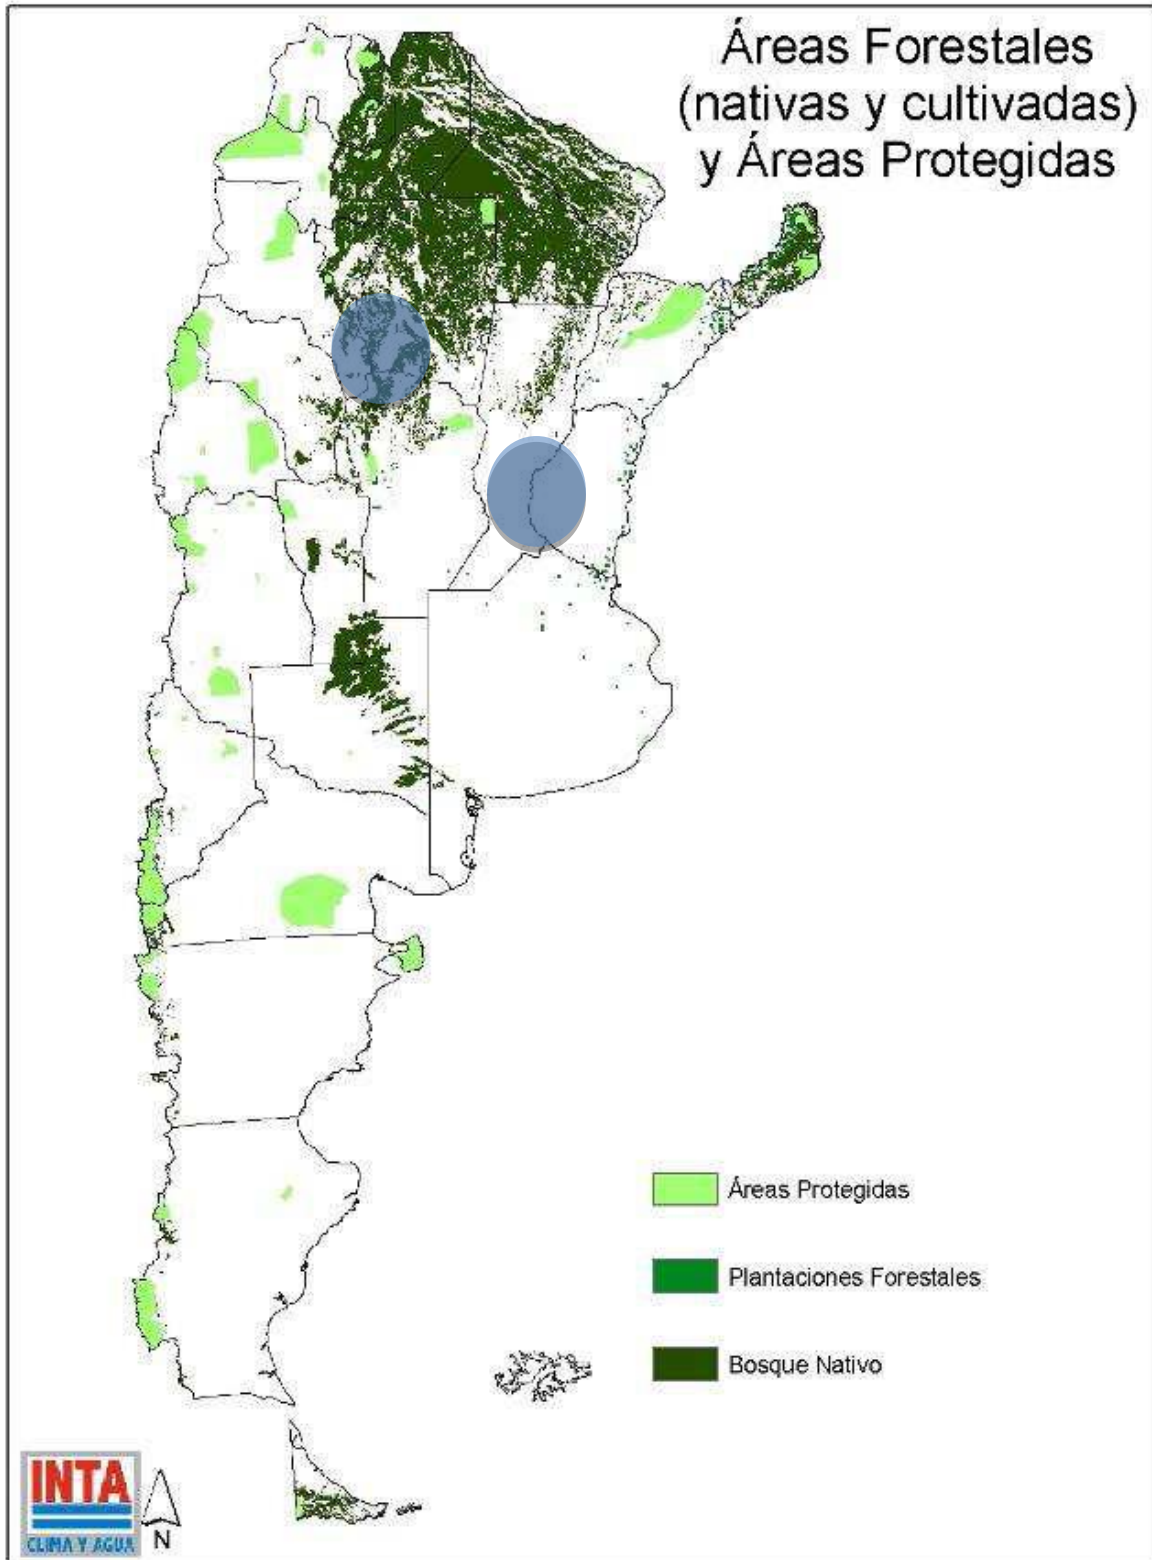 Áreas Forestales
(nativas y cultivadas)
y Áreas Protegidas
Áreas Protegidas
Plantaciones Forestales
Bosque Nativo
INTA
CLIMA Y AGUA
N